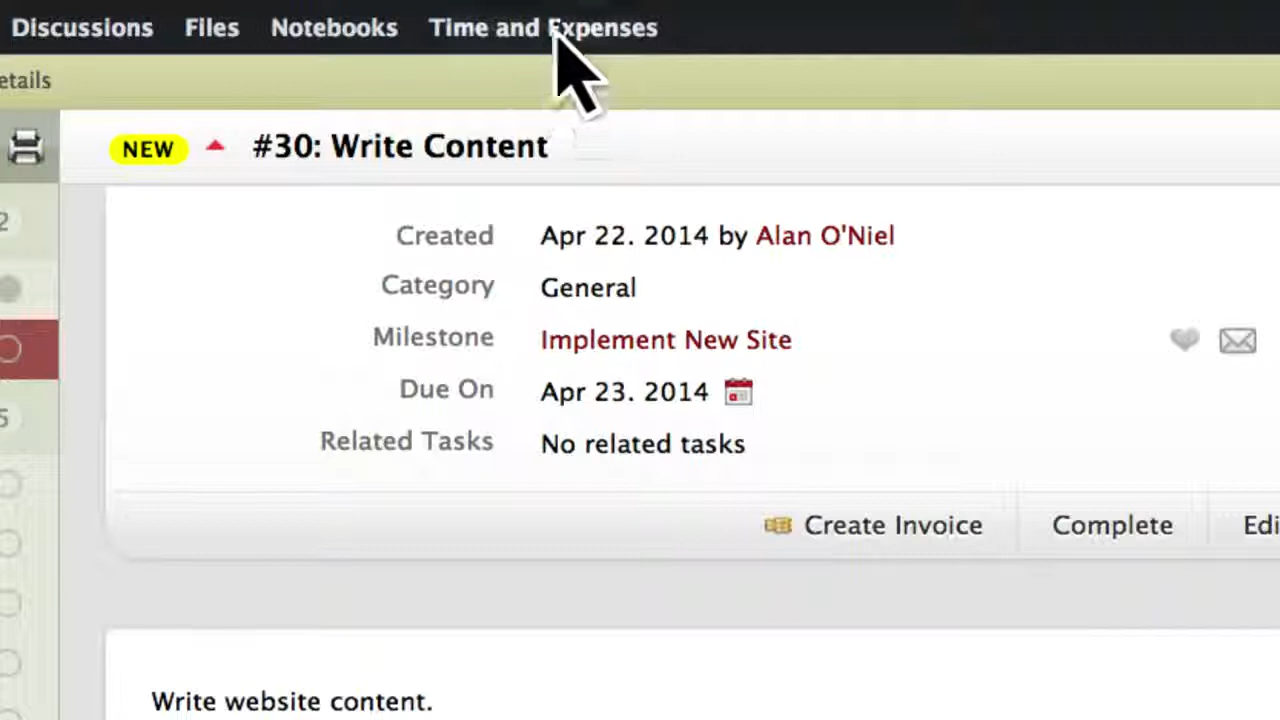 Discussions Files Notebooks Time and Expenses
etails
NEW #30: Write Content
2
Created Apr 22. 2014 by Alan O'Niel
Category General
Milestone Implement New Site
Due On Apr 23. 2014
5
Related Tasks No related tasks
Create Invoice Complete Edi
Write website content.